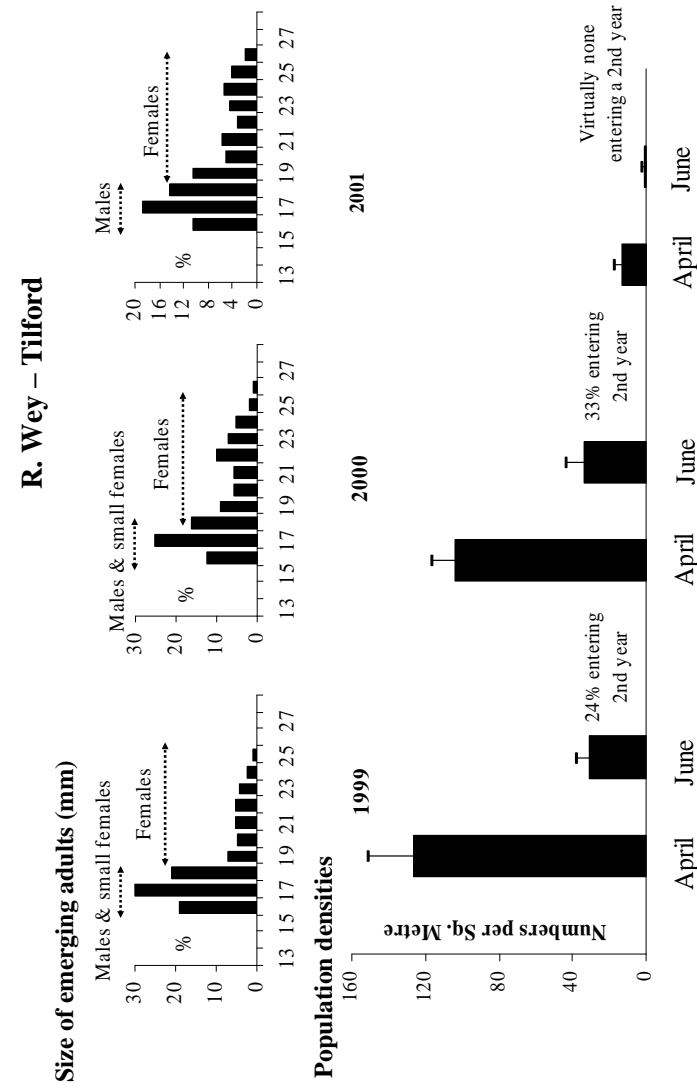 R. Wey – Tilford
Size of emerging adults (mm)
Males & small females
Females
30
20
10
0
%
13 15 17 19 21 23 25 27
Males & small females
Females
30
20
10
0
%
13 15 17 19 21 23 25 27
Males
Females
20
16
12
8
4
0
%
13 15 17 19 21 23 25 27
Population densities
1999
2000
2001
160
120
80
40
0
Numbers per Sq. Metre
24% entering
2nd year
33% entering
2nd year
Virtually none
entering a 2nd year
April June April June April June